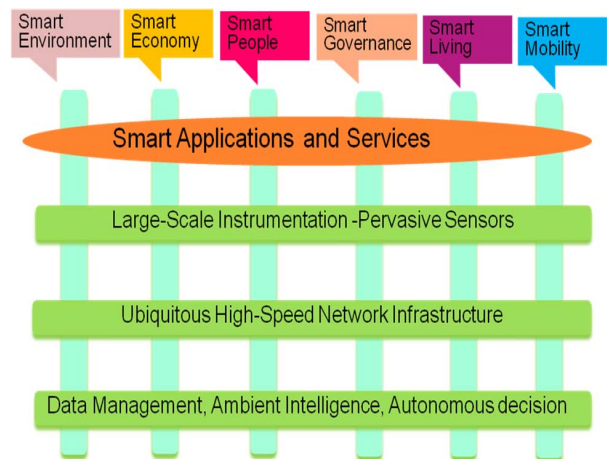 Smart
Environment
Smart
Economy
Smart
People
Smart
Governance
Smart
Living
Smart
Mobility
Smart Applications and Services
Large-Scale Instrumentation -Pervasive Sensors
Ubiquitous High-Speed Network Infrastructure
Data Management, Ambient Intelligence, Autonomous decision